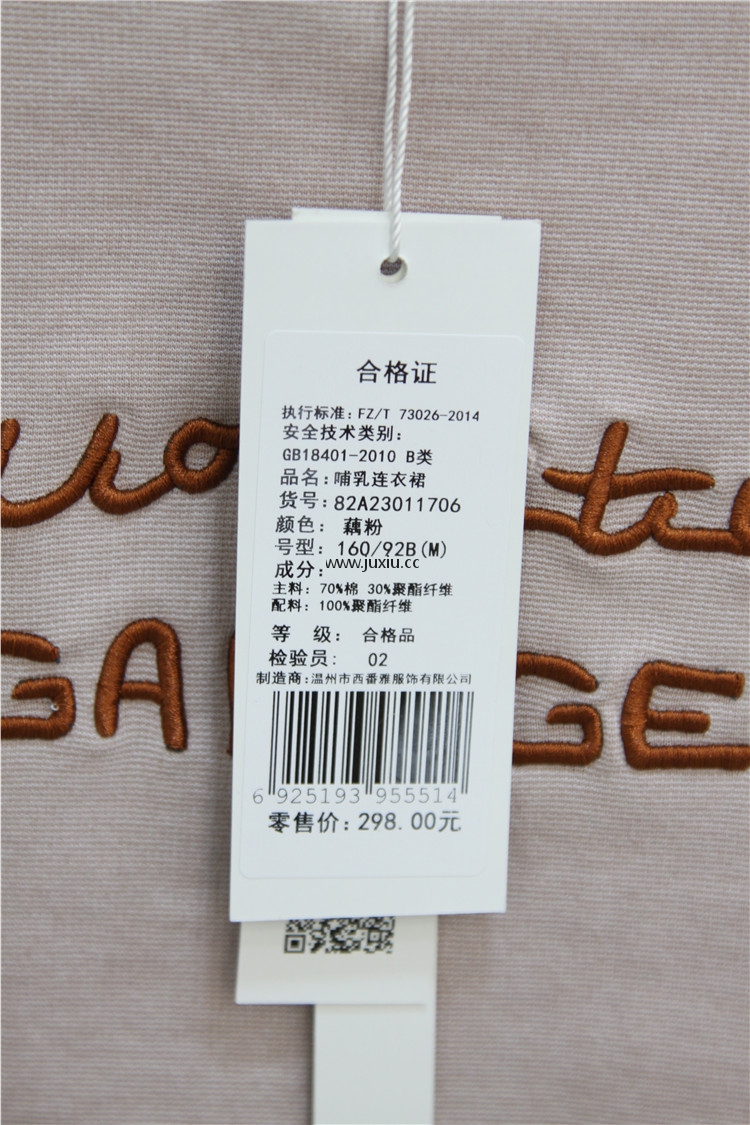 合格证
执行标准: FZ/T 73026-2014
安全技术类别:
GB18401-2010 B类
品名: 哺乳连衣裙
货号: 82A23011706
颜色: 藕粉
号型: 160/92B(M)
成分:
www.juxiu.cc
主料: 70%棉 30%聚酯纤维
配料: 100%聚酯纤维
等 级: 合格品
检验员: 02
制造商: 温州市西番雅服饰有限公司
6 925193 955514
零售价: 298.00元